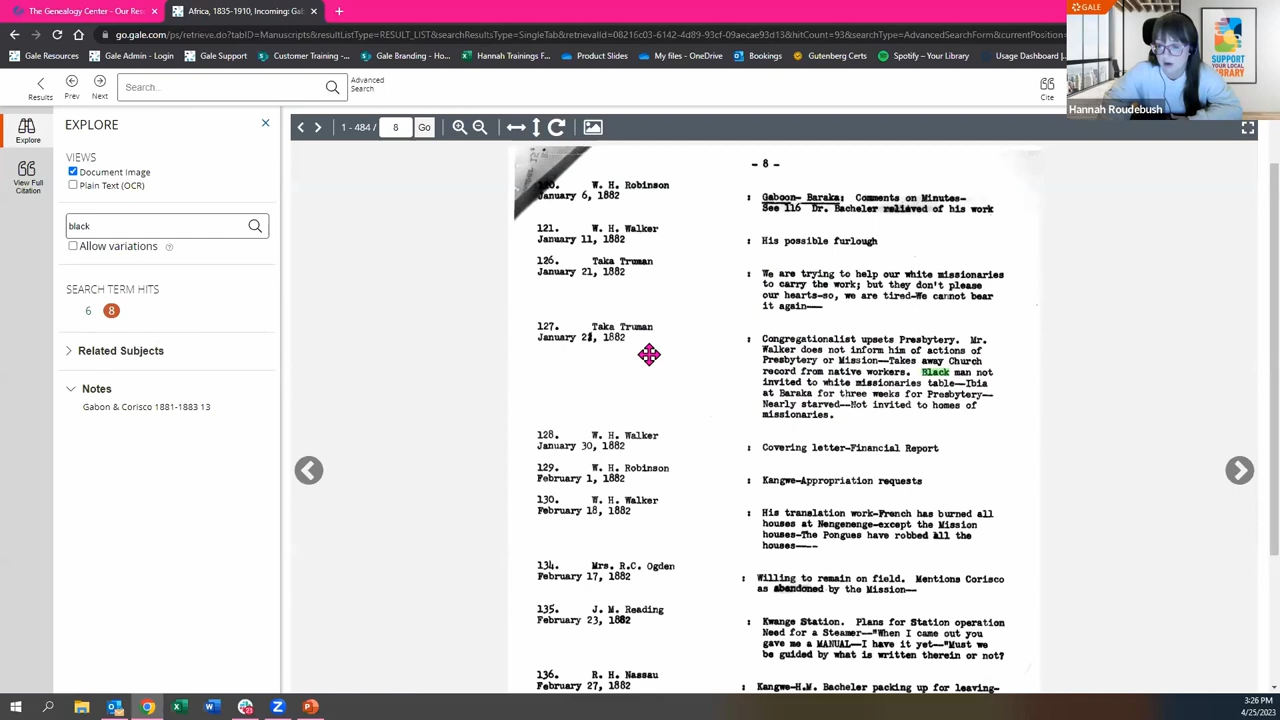 The Genealogy Center - Our Res
Africa, 1835-1910, Incoming: Gab
GALE
go.gale.com/ps/retrieve.do?tabID=Manuscripts&resultListType=RESULT_LIST&searchResultsType=SingleTab&retrievalId=08216c03-6142-4d89-93cf-09aecae93d13&hitCount=93&searchType=AdvancedSearchForm&currentPosition=
Gale Resources
Gale Admin - Login
Gale Support
Customer Training -...
Gale Branding - Ho...
Hannah Trainings F...
Product Slides
My files - OneDrive
Bookings
Gutenberg Certs
Spotify – Your Library
Usage Dashboard |
SUPPORT
YOUR LOCAL
LIBRARY
Hannah Roudebush
Results
Prev
Next
Search...
Advanced
Search
Cite
Explore
View Full
Citation
EXPLORE
VIEWS
Document Image
Plain Text (OCR)
black
Allow variations
SEARCH TERM HITS
8
Related Subjects
Notes
Gabon & Corisco 1881-1883 13
1 - 484 /
8
Go
- 8 -
W. H. Robinson
January 6, 1882
: Gaboon- Baraka: Comments on Minutes-
See 116 Dr. Bacheler relieved of his work
121. W. H. Walker
January 11, 1882
: His possible furlough
126. Taka Truman
January 21, 1882
: We are trying to help our white missionaries
to carry the work; but they don't please
our hearts-so, we are tired-We cannot bear
it again—
127. Taka Truman
January 21, 1882
: Congregationalist upsets Presbytery. Mr.
Walker does not inform him of actions of
Presbytery or Mission—Takes away Church
record from native workers. Black man not
invited to white missionaries table—Ibia
at Baraka for three weeks for Presbytery—
Nearly starved—Not invited to homes of
missionaries.
128. W. H. Walker
January 30, 1882
: Covering letter-Financial Report
129. W. H. Robinson
February 1, 1882
: Kangwe-Appropriation requests
130. W. H. Walker
February 18, 1882
: His translation work-French has burned all
houses at Nengenenge-except the Mission
houses-The Pongues have robbed all the
houses----
134. Mrs. R.C. Ogden
February 17, 1882
: Willing to remain on field. Mentions Corisco
as abandoned by the Mission—
135. J. M. Reading
February 23, 1882
: Kwange Station. Plans for Station operation
Need for a Steamer—"When I came out you
gave me a MANUAL—I have it yet—"Must we
be guided by what is written therein or not?
136. R. H. Nassau
February 27, 1882
: Kangwe-H.M. Bacheler packing up for leaving-
3:26 PM
4/25/2023